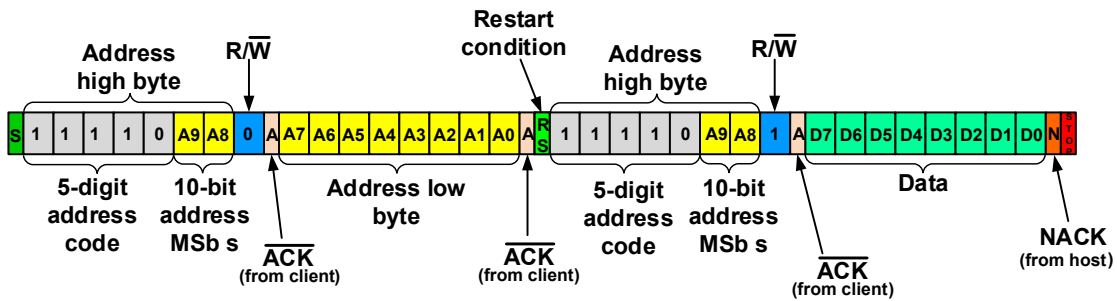 Restart
condition
Address
high byte
R/W
Address
high byte
R/W
S 1 1 1 1 0 A9 A8 0 A A7 A6 A5 A4 A3 A2 A1 A0 A RS 1 1 1 1 0 A9 A8 1 A D7 D6 D5 D4 D3 D2 D1 D0 N STOP
5-digit
address
code
10-bit
address
MSb s
Address low
byte
5-digit
address
code
10-bit
address
MSb s
Data
ACK
(from client)
ACK
(from client)
ACK
(from client)
NACK
(from host)